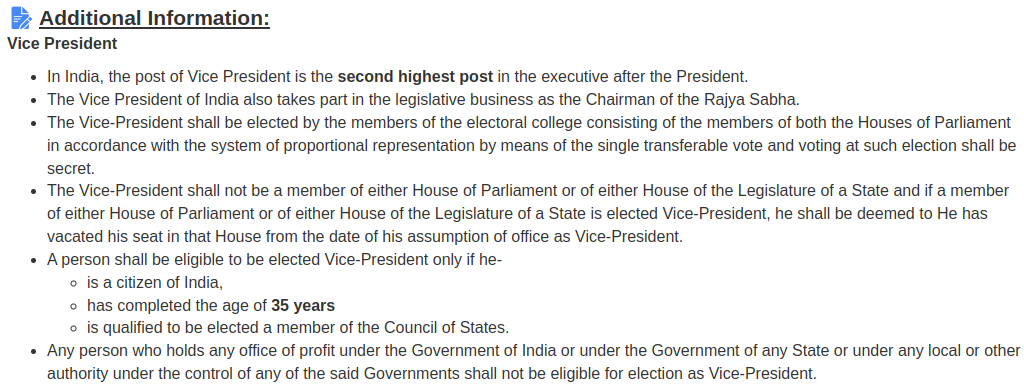 Additional Information:
Vice President
In India, the post of Vice President is the second highest post in the executive after the President.
The Vice President of India also takes part in the legislative business as the Chairman of the Rajya Sabha.
The Vice-President shall be elected by the members of the electoral college consisting of the members of both the Houses of Parliament
in accordance with the system of proportional representation by means of the single transferable vote and voting at such election shall be
secret.
The Vice-President shall not be a member of either House of Parliament or of either House of the Legislature of a State and if a member
of either House of Parliament or of either House of the Legislature of a State is elected Vice-President, he shall be deemed to He has
vacated his seat in that House from the date of his assumption of office as Vice-President.
A person shall be eligible to be elected Vice-President only if he-
is a citizen of India,
has completed the age of 35 years
is qualified to be elected a member of the Council of States.
Any person who holds any office of profit under the Government of India or under the Government of any State or under any local or other
authority under the control of any of the said Governments shall not be eligible for election as Vice-President.